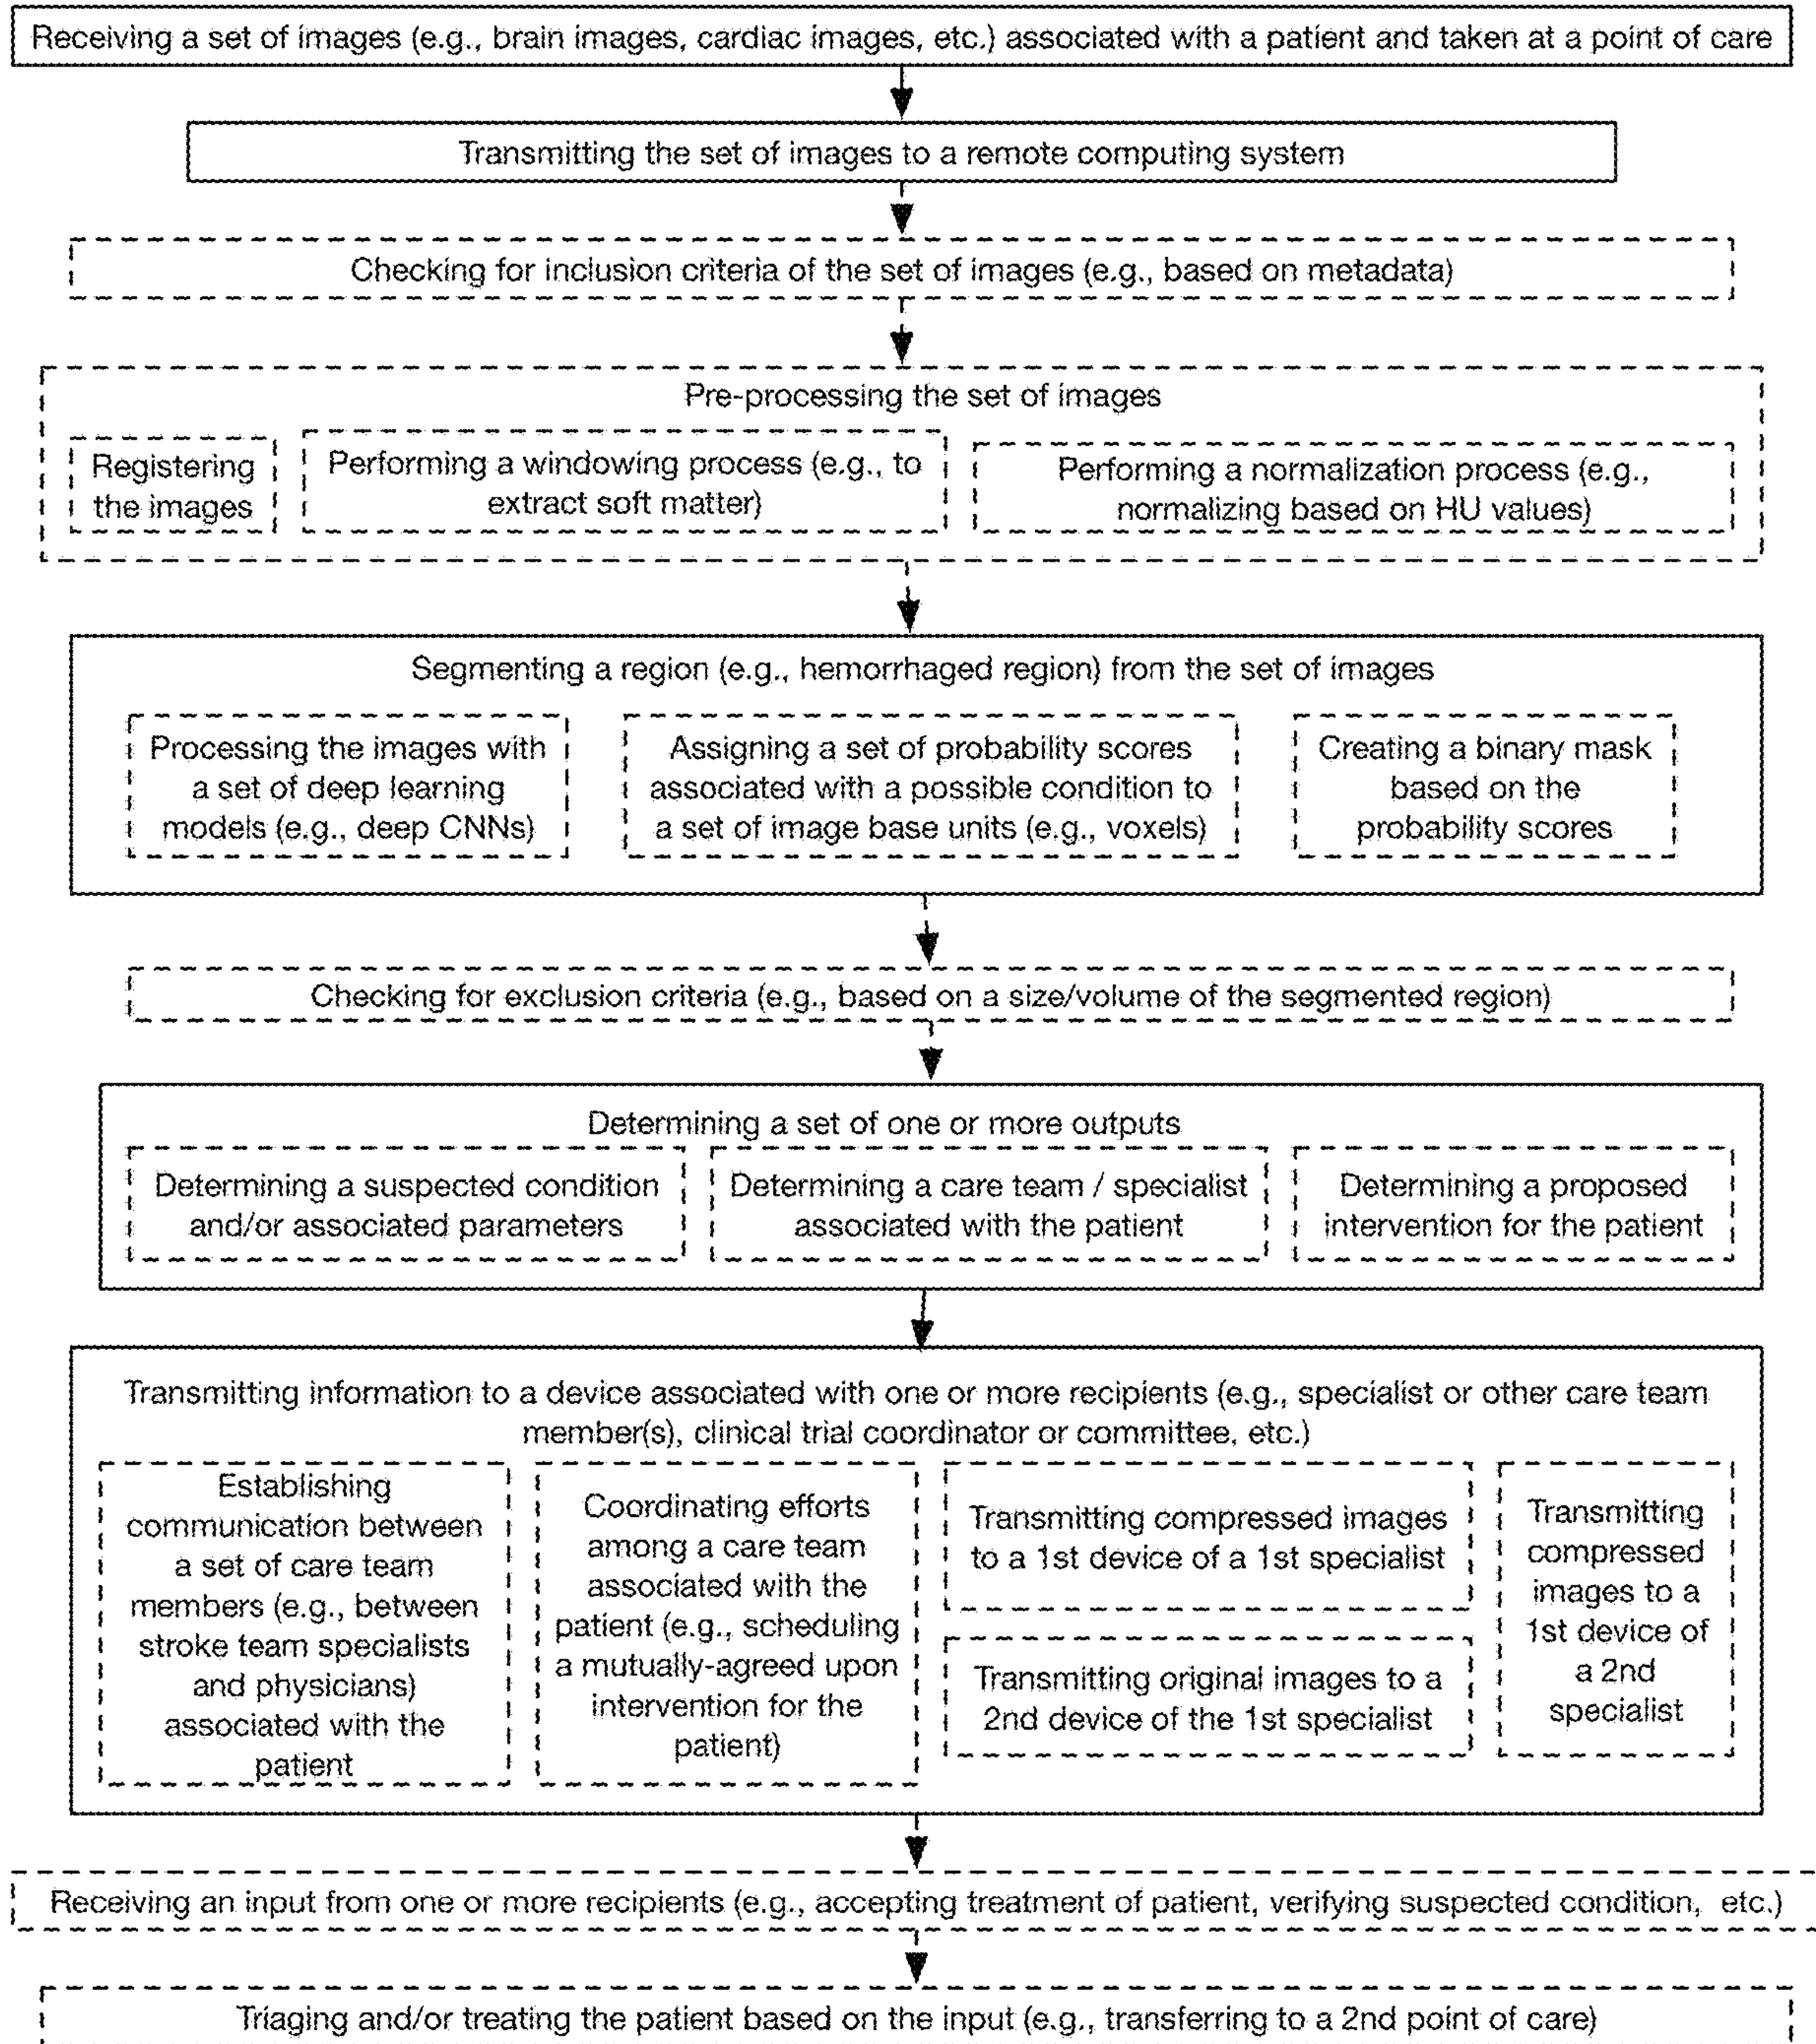 Receiving a set of images (e.g., brain images, cardiac images, etc.) associated with a patient and taken at a point of care
Transmitting the set of images to a remote computing system
Checking for inclusion criteria of the set of images (e.g., based on metadata)
Pre-processing the set of images
Registering
the images
Performing a windowing process (e.g., to
extract soft matter)
Performing a normalization process (e.g.,
normalizing based on HU values)
Segmenting a region (e.g., hemorrhaged region) from the set of images
Processing the images with
a set of deep learning
models (e.g., deep CNNs)
Assigning a set of probability scores
associated with a possible condition to
a set of image base units (e.g., voxels)
Creating a binary mask
based on the
probability scores
Checking for exclusion criteria (e.g., based on a size/volume of the segmented region)
Determining a set of one or more outputs
Determining a suspected condition
and/or associated parameters
Determining a care team / specialist
associated with the patient
Determining a proposed
intervention for the patient
Transmitting information to a device associated with one or more recipients (e.g., specialist or other care team
member(s), clinical trial coordinator or committee, etc.)
Establishing
communication between
a set of care team
members (e.g., between
stroke team specialists
and physicians)
associated with the
patient
Coordinating efforts
among a care team
associated with the
patient (e.g., scheduling
a mutually-agreed upon
intervention for the
patient)
Transmitting compressed images
to a 1st device of a 1st specialist
Transmitting original images to a
2nd device of the 1st specialist
Transmitting
compressed
images to a
1st device of
a 2nd
specialist
Receiving an input from one or more recipients (e.g., accepting treatment of patient, verifying suspected condition, etc.)
Triaging and/or treating the patient based on the input (e.g., transferring to a 2nd point of care)